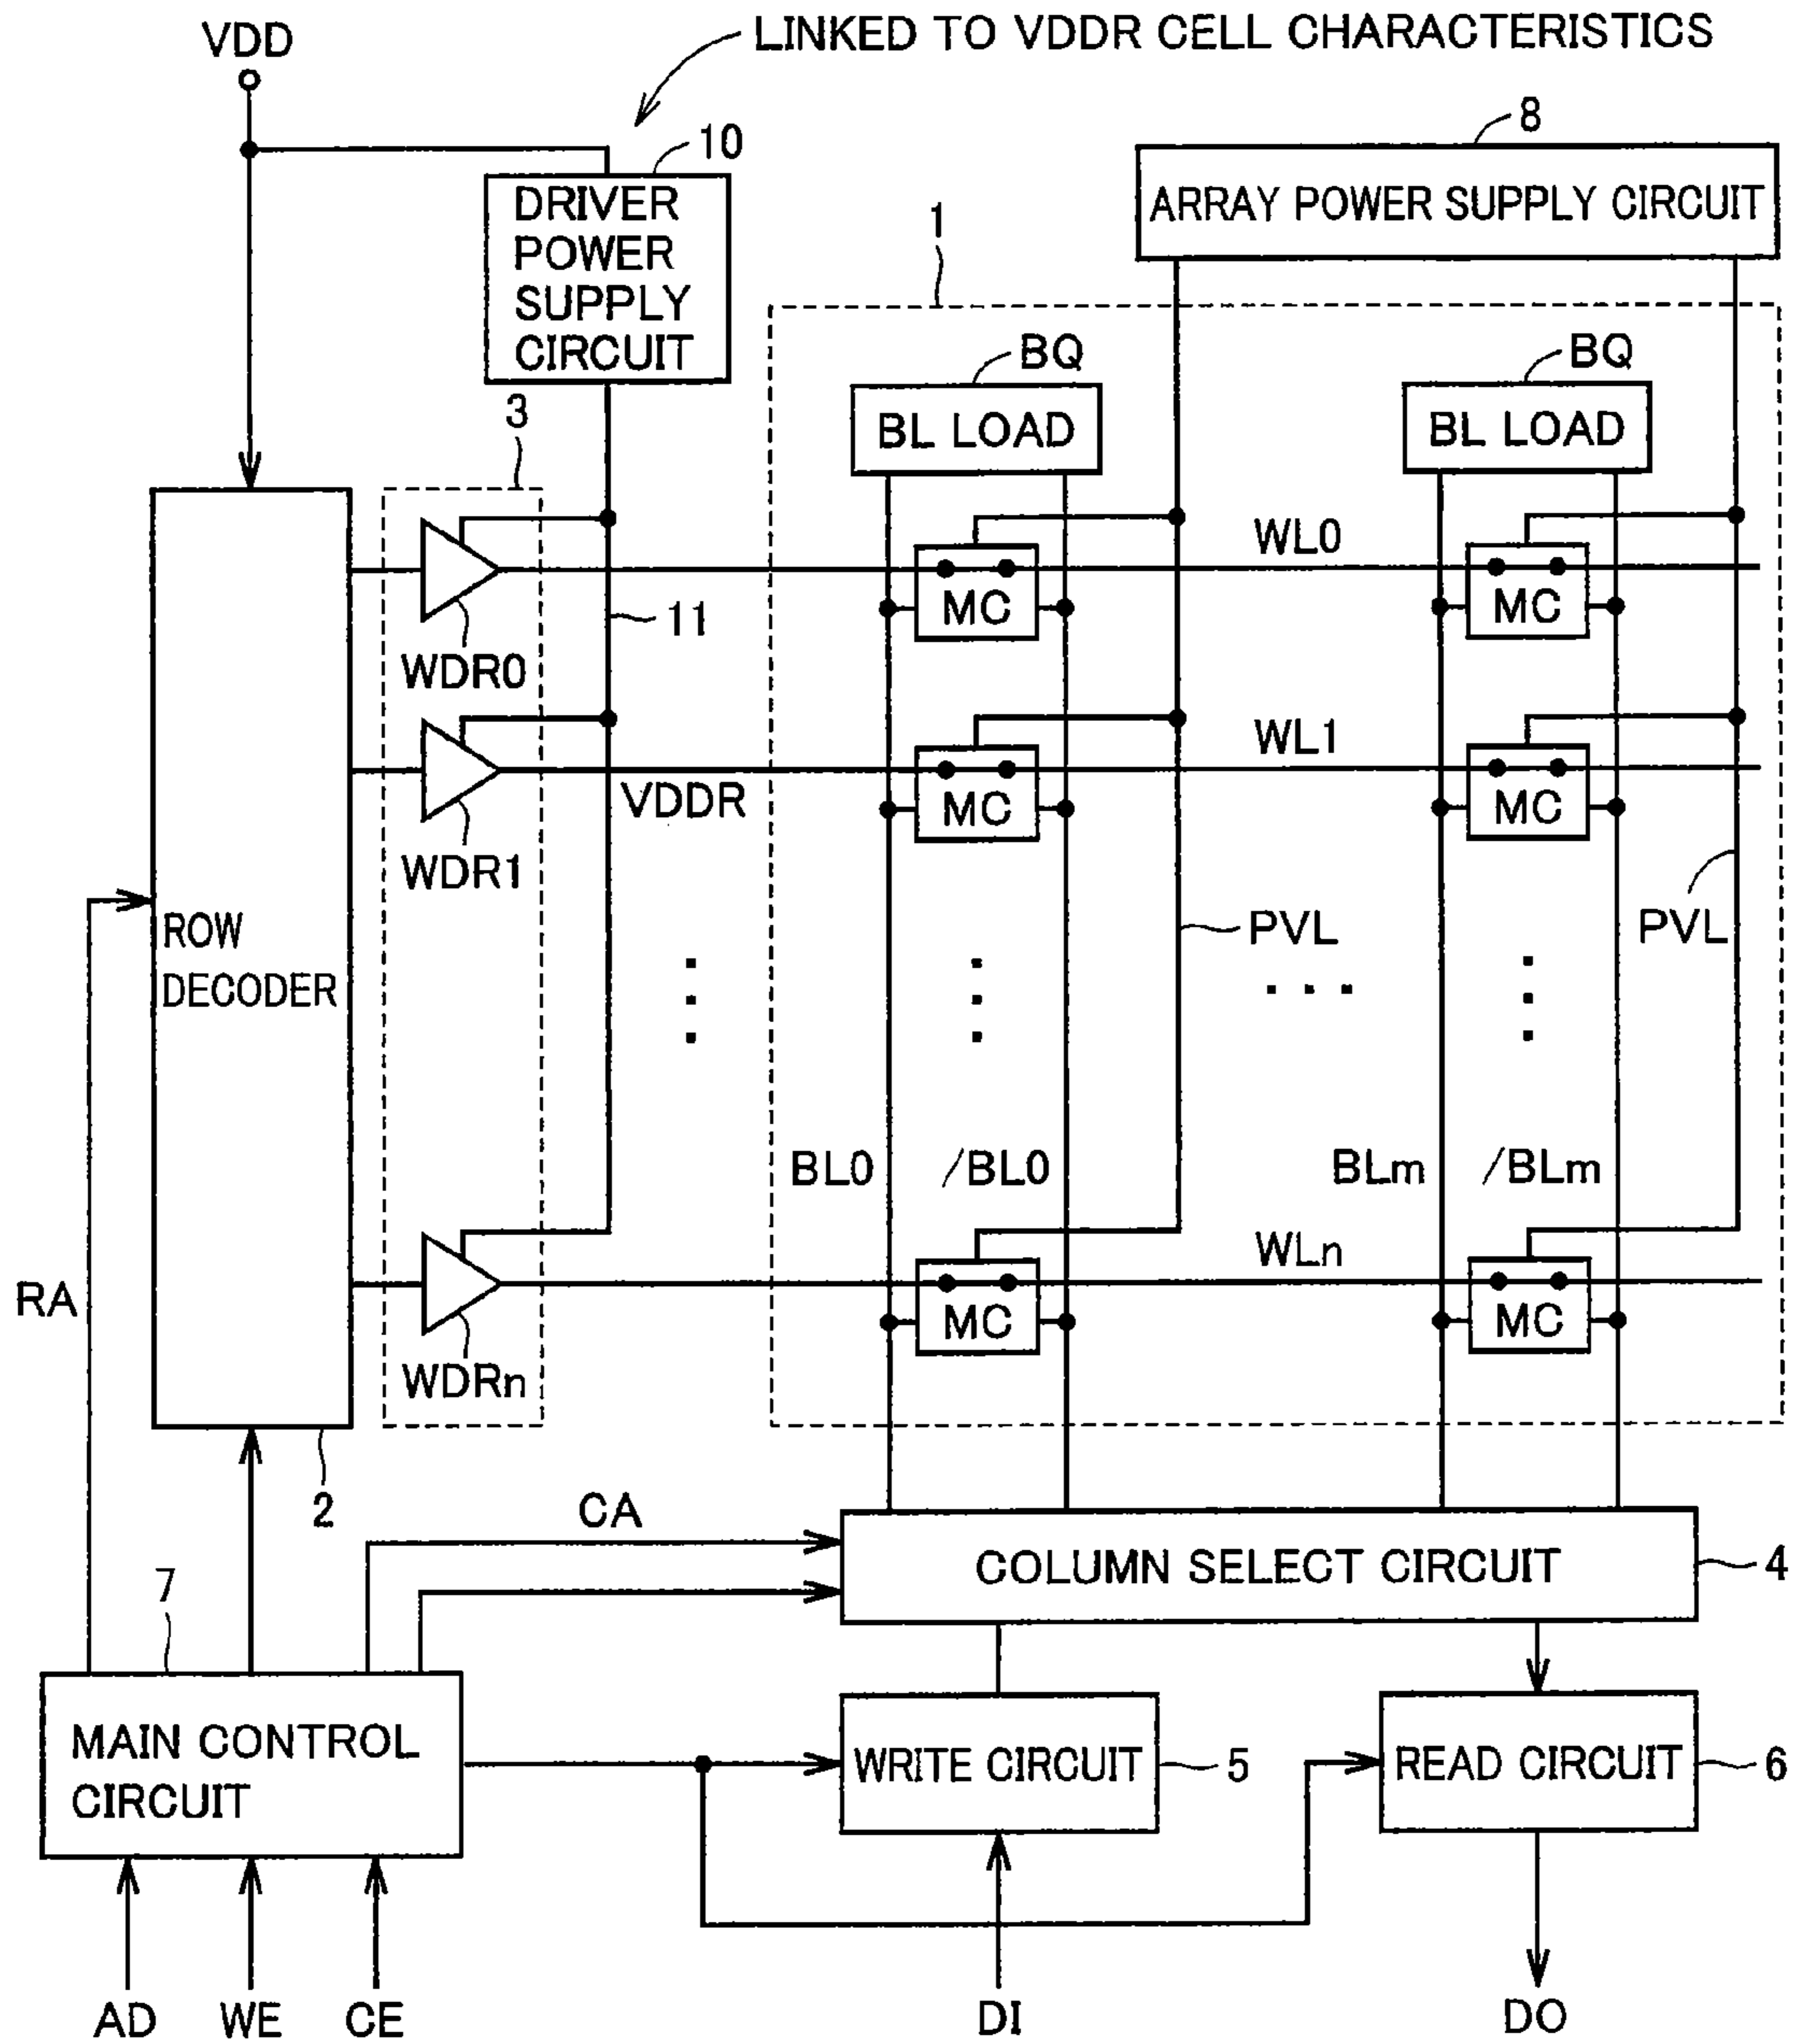 LINKED TO VDDR CELL CHARACTERISTICS
VDD
8
10
DRIVER
POWER
SUPPLY
CIRCUIT
ARRAY POWER SUPPLY CIRCUIT
1
BQ
BQ
3
BL LOAD
BL LOAD
WL0
MC
MC
11
WDR0
WL1
VDDR
MC
MC
WDR1
ROW
DECODER
PVL
PVL
BL0
/BL0
BLm
/BLm
WLn
RA
MC
MC
WDRn
2
CA
COLUMN SELECT CIRCUIT
4
7
MAIN CONTROL
CIRCUIT
WRITE CIRCUIT
5
READ CIRCUIT
6
AD
WE
CE
DI
DO